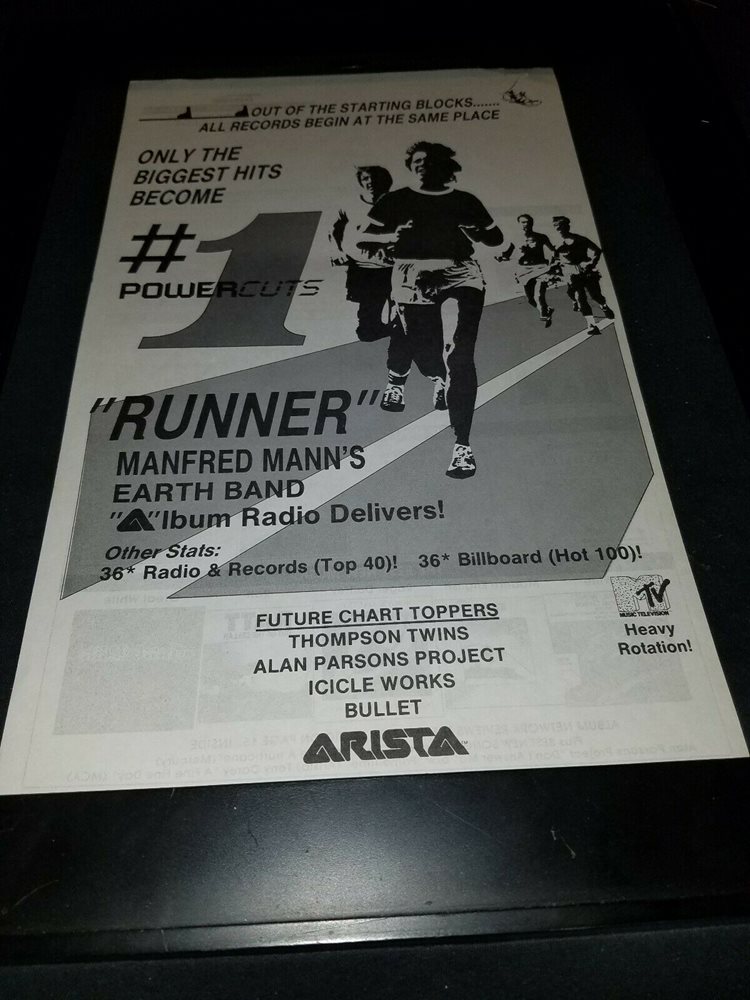 OUT OF THE STARTING BLOCKS.......
ALL RECORDS BEGIN AT THE SAME PLACE
ONLY THE
BIGGEST HITS
BECOME
#1
POWERCUTS
"RUNNER"
MANFRED MANN'S
EARTH BAND
"A"lbum Radio Delivers!
Other Stats:
36* Radio & Records (Top 40)! 36* Billboard (Hot 100)!
MTV
MUSIC TELEVISION
Heavy
Rotation!
FUTURE CHART TOPPERS
THOMPSON TWINS
ALAN PARSONS PROJECT
ICICLE WORKS
BULLET
ARISTA